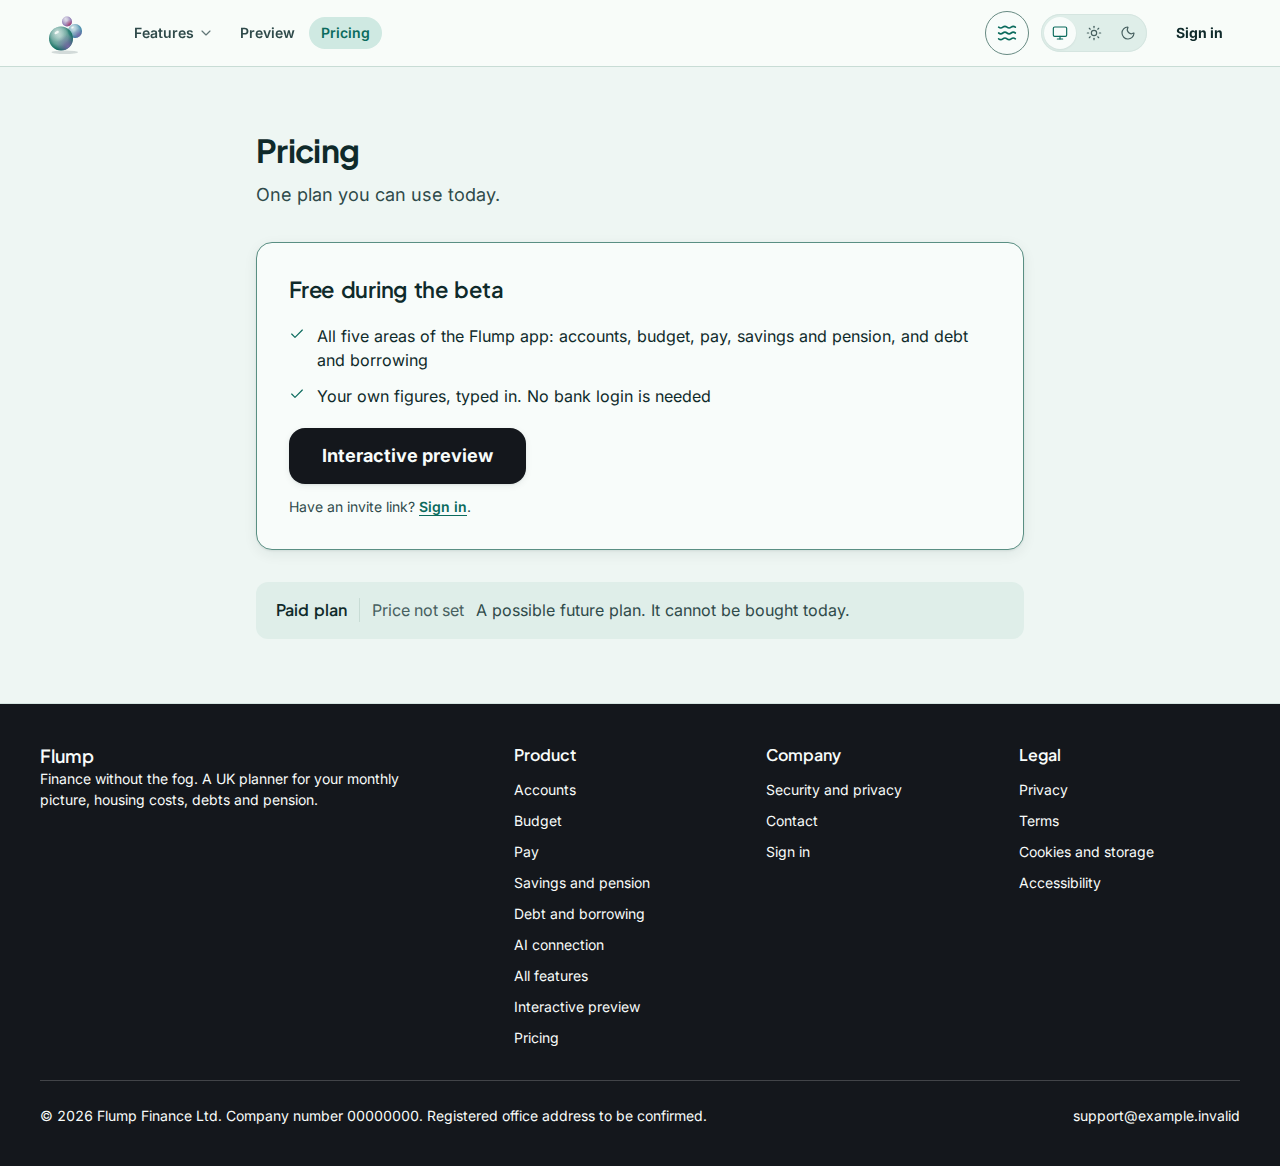 Features
Preview
Pricing
Sign in
Pricing
One plan you can use today.
Free during the beta
All five areas of the Flump app: accounts, budget, pay, savings and pension, and debt
and borrowing
Your own figures, typed in. No bank login is needed
Interactive preview
Have an invite link? Sign in.
Paid plan
Price not set
A possible future plan. It cannot be bought today.
Flump
Finance without the fog. A UK planner for your monthly
picture, housing costs, debts and pension.
Product
Accounts
Budget
Pay
Savings and pension
Debt and borrowing
AI connection
All features
Interactive preview
Pricing
Company
Security and privacy
Contact
Sign in
Legal
Privacy
Terms
Cookies and storage
Accessibility
© 2026 Flump Finance Ltd. Company number 00000000. Registered office address to be confirmed.
support@example.invalid